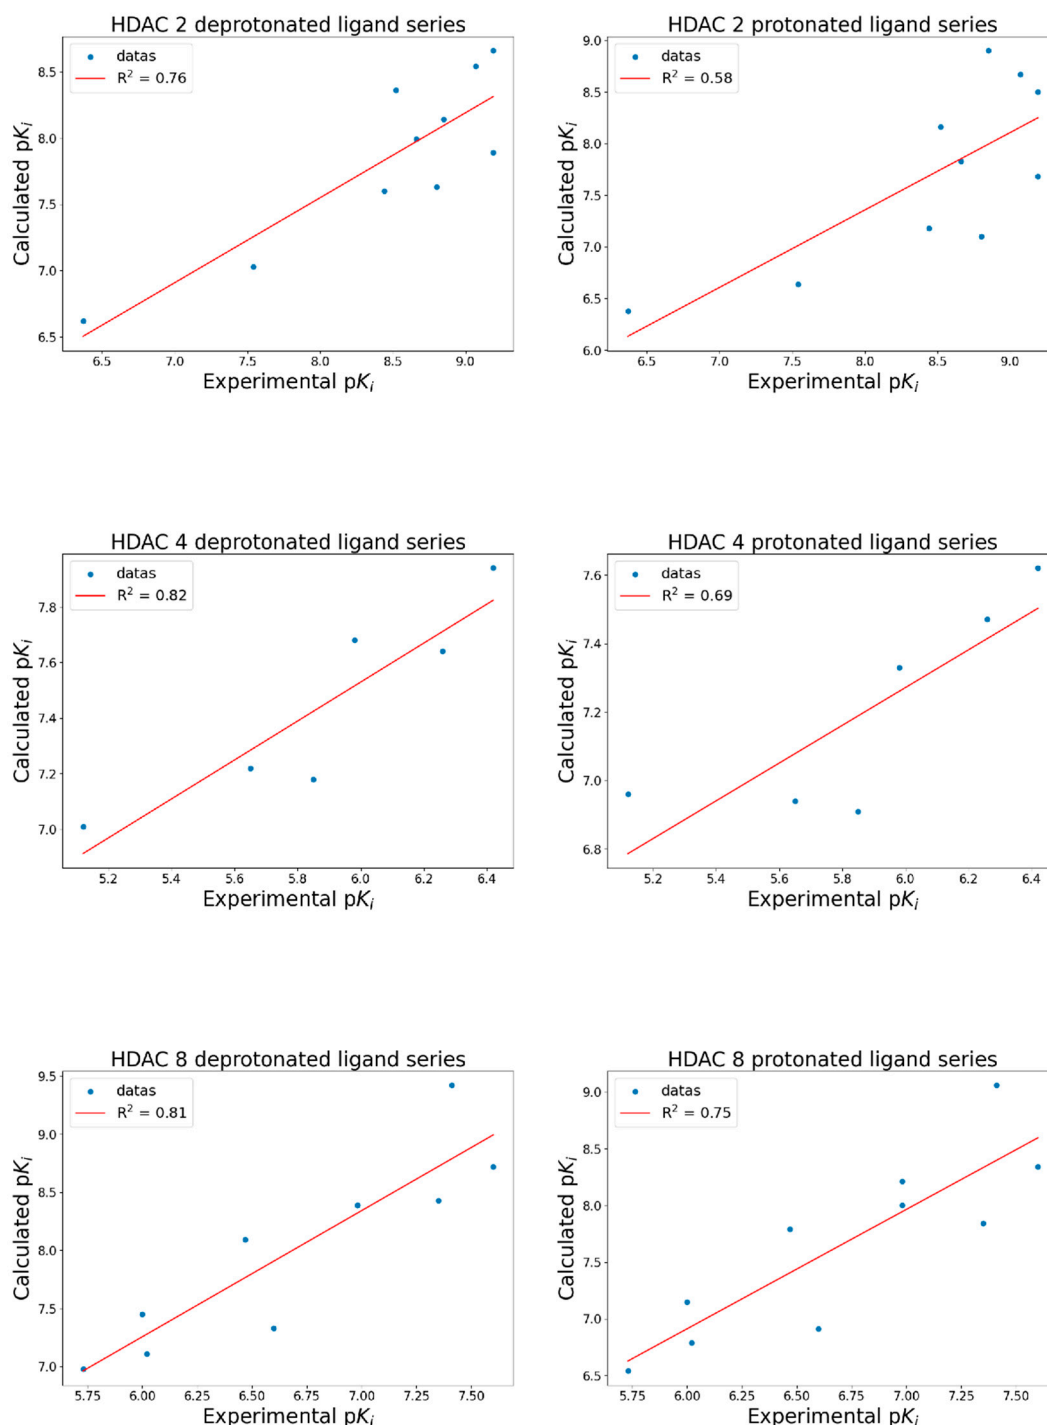 HDAC 2 deprotonated ligand series
datas
R² = 0.76
8.5
8.0
7.5
7.0
6.5
Calculated pKi
6.5 7.0 7.5 8.0 8.5 9.0
Experimental pKi
HDAC 2 protonated ligand series
datas
R² = 0.58
9.0
8.5
8.0
7.5
7.0
6.5
6.0
Calculated pKi
6.5 7.0 7.5 8.0 8.5 9.0
Experimental pKi
HDAC 4 deprotonated ligand series
datas
R² = 0.82
7.8
7.6
7.4
7.2
7.0
Calculated pKi
5.2 5.4 5.6 5.8 6.0 6.2 6.4
Experimental pKi
HDAC 4 protonated ligand series
datas
R² = 0.69
7.6
7.4
7.2
7.0
6.8
Calculated pKi
5.2 5.4 5.6 5.8 6.0 6.2 6.4
Experimental pKi
HDAC 8 deprotonated ligand series
datas
R² = 0.81
9.5
9.0
8.5
8.0
7.5
7.0
Calculated pKi
5.75 6.00 6.25 6.50 6.75 7.00 7.25 7.50
Experimental pKi
HDAC 8 protonated ligand series
datas
R² = 0.75
9.0
8.5
8.0
7.5
7.0
6.5
Calculated pKi
5.75 6.00 6.25 6.50 6.75 7.00 7.25 7.50
Experimental pKi